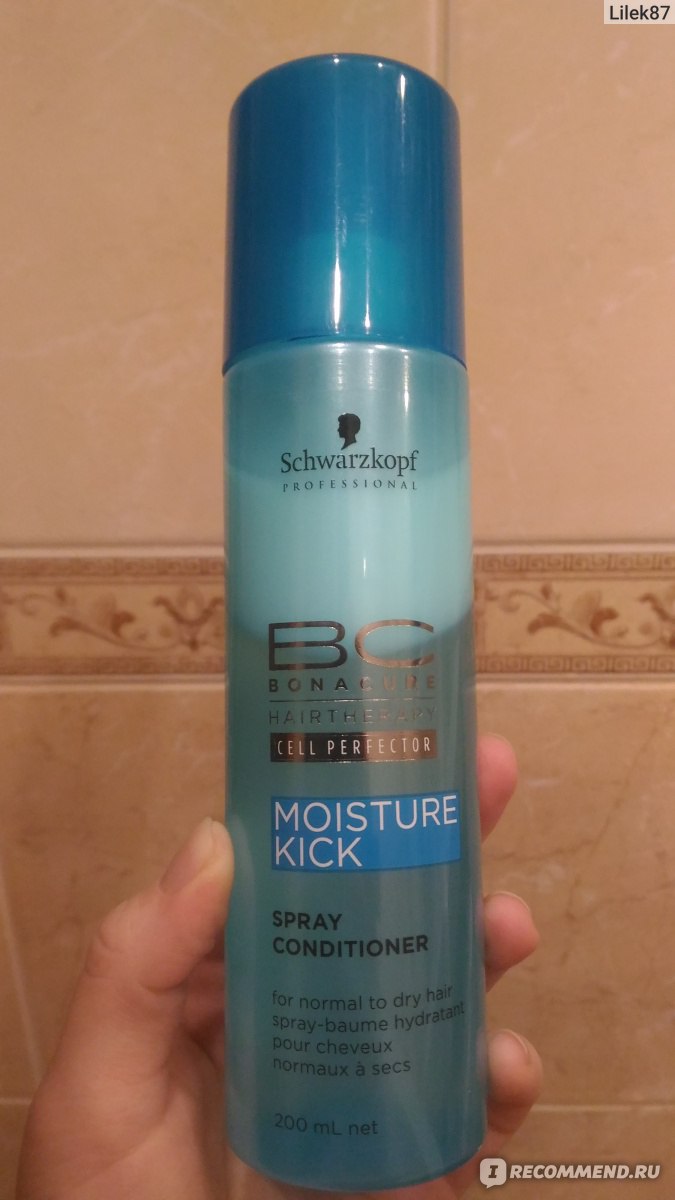 Lilek87
Schwarzkopf
PROFESSIONAL
BC
BONACURE
HAIRTHERAPY
CELL PERFECTOR
MOISTURE
KICK
SPRAY
CONDITIONER
for normal to dry hair
spray-baume hydratant
pour cheveux
normaux à secs
200 mL net
IRECOMMEND.RU